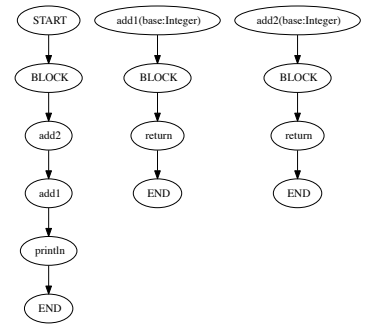 START
BLOCK
add2
add1
println
END
add1(base:Integer)
BLOCK
return
END
add2(base:Integer)
BLOCK
return
END